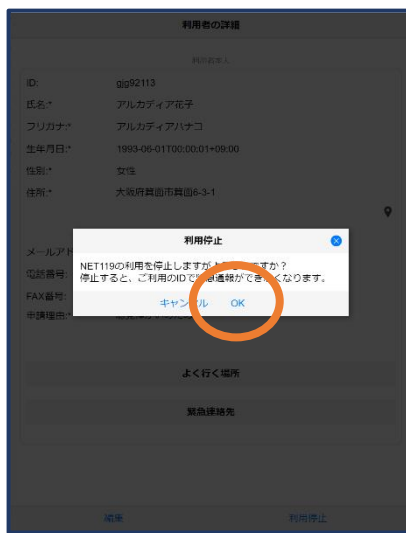 利用者の詳細
利用者本人
ID: gjg92113
氏名:* アルカディア花子
フリガナ:* アルカディアハナコ
生年月日:* 1993-06-01T00:00:01+09:00
性別:* 女性
住所:* 大阪府箕面市箕面6-3-1
利用停止
NET119の利用を停止しますが
停止すると、ご利用のIDで 通報ができ くなります。
キャンセル OK
電話番号:
FAX番号:
申請理由:*
よく行く場所
緊急連絡先
編集 利用停止